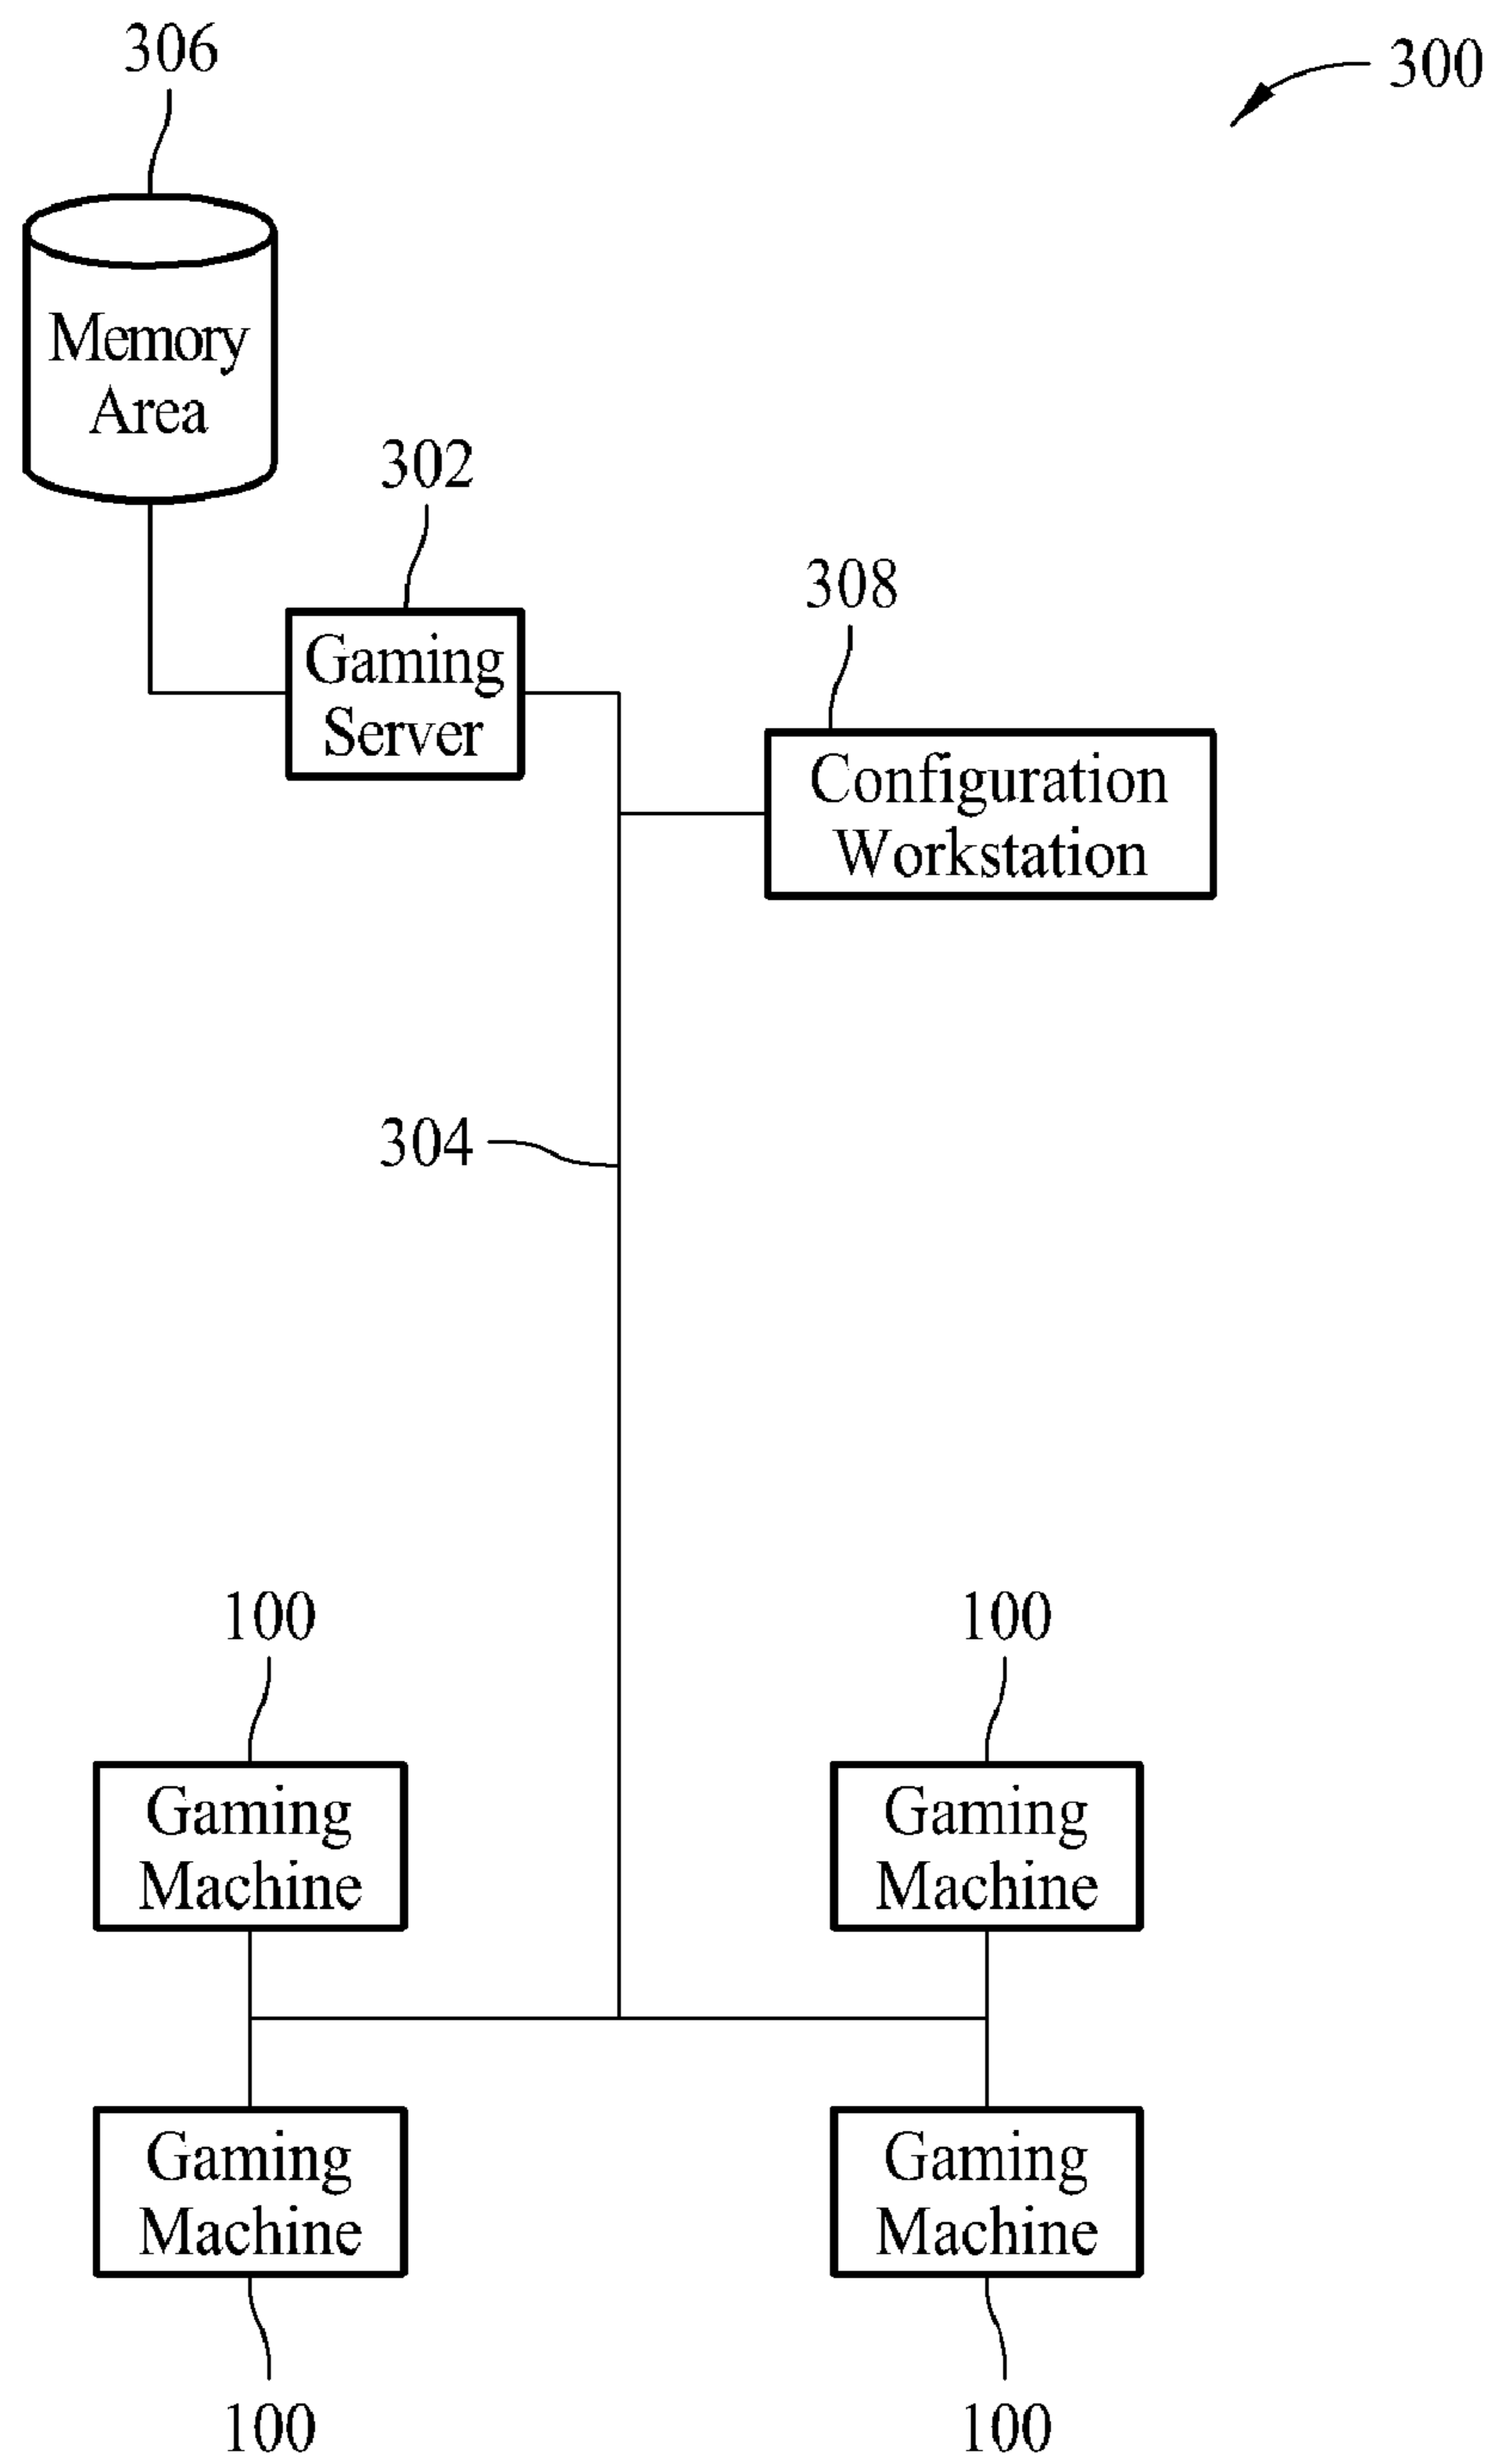 306
300
Memory
Area
302
308
Gaming
Server
Configuration
Workstation
304
100
100
Gaming
Machine
Gaming
Machine
Gaming
Machine
Gaming
Machine
100
100